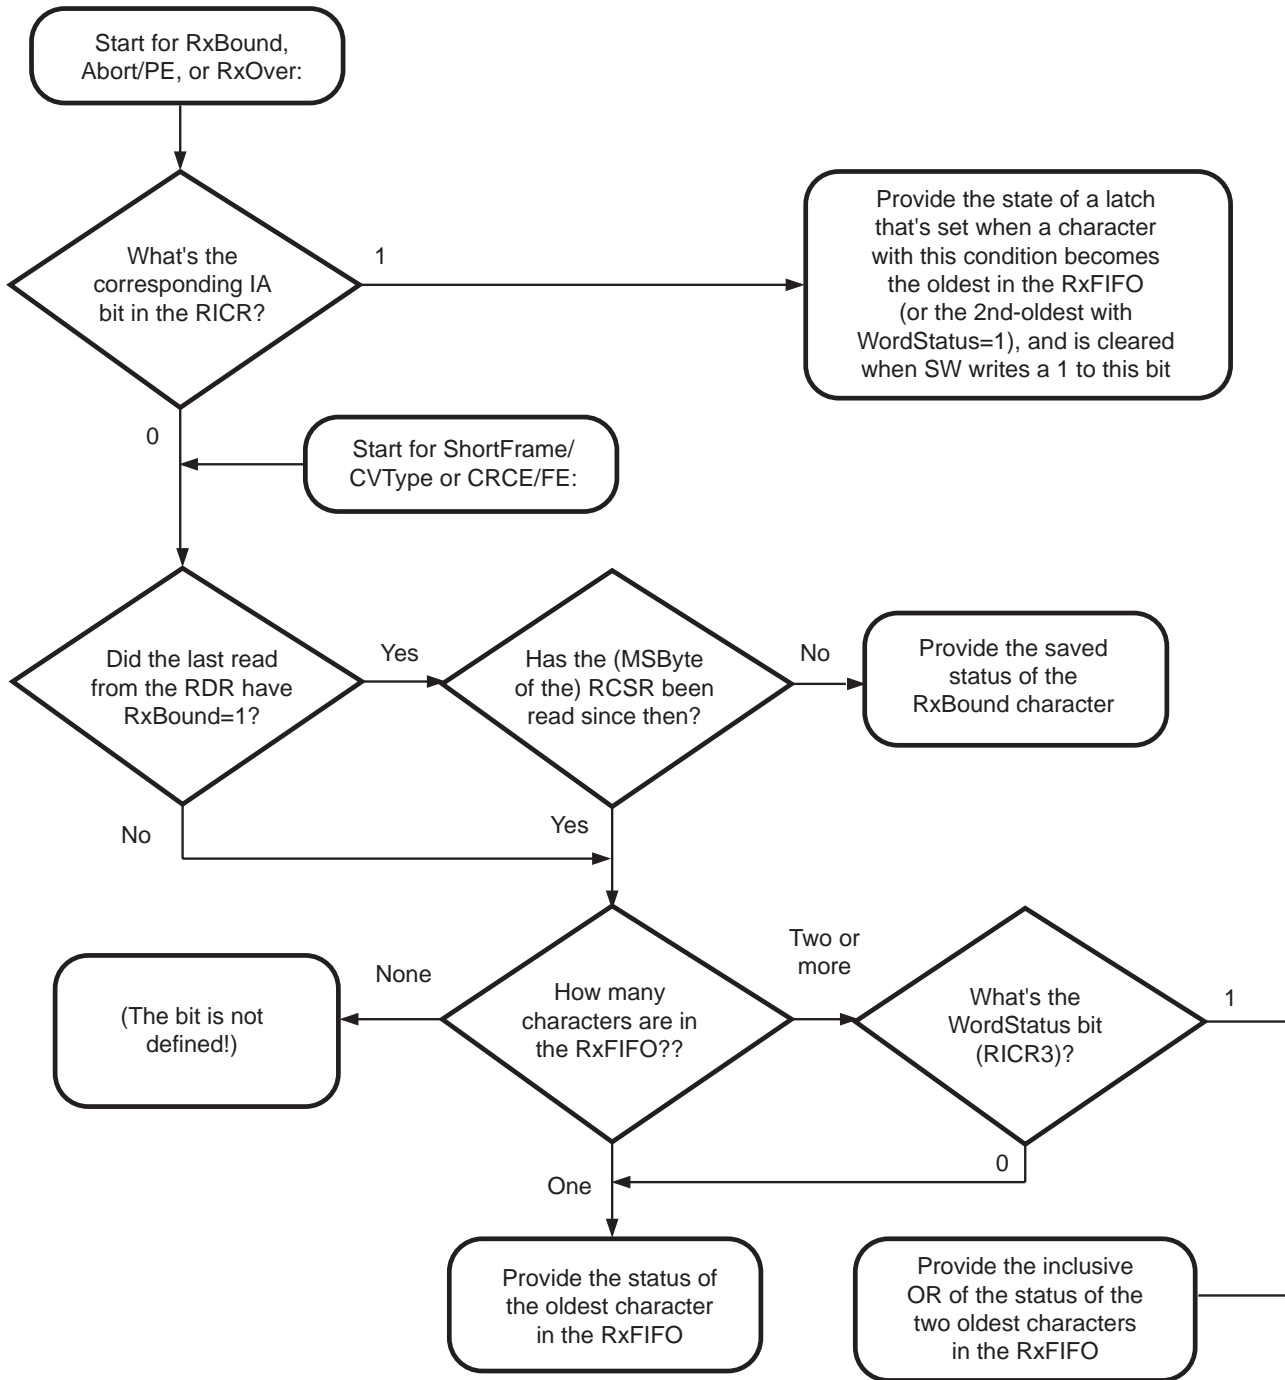 Start for RxBound,
Abort/PE, or RxOver:
What's the
corresponding IA
bit in the RICR?
1
Provide the state of a latch
that's set when a character
with this condition becomes
the oldest in the RxFIFO
(or the 2nd-oldest with
WordStatus=1), and is cleared
when SW writes a 1 to this bit
0
Start for ShortFrame/
CVType or CRCE/FE:
Did the last read
from the RDR have
RxBound=1?
Yes
Has the (MSByte
of the) RCSR been
read since then?
No
Provide the saved
status of the
RxBound character
No
Yes
(The bit is not
defined!)
None
How many
characters are in
the RxFIFO??
Two or
more
What's the
WordStatus bit
(RICR3)?
1
0
One
Provide the status of
the oldest character
in the RxFIFO
Provide the inclusive
OR of the status of the
two oldest characters
in the RxFIFO